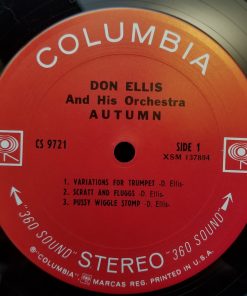 COLUMBIA
DON ELLIS
And His Orchestra
AUTUMN
CS 9721
SIDE 1
XSM 137884
1. VARIATIONS FOR TRUMPET -D. Ellis-
2. SCRATT AND FLUGGS -D. Ellis-
3. PUSSY WIGGLE STOMP -D. Ellis-
"360 SOUND" STEREO "360 SOUND"
® "COLUMBIA" MARCAS REG. PRINTED IN U.S.A.